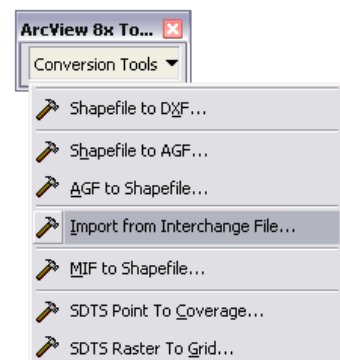 ArcView 8x To...
Conversion Tools
Shapefile to DXF...
Shapefile to AGF...
AGF to Shapefile...
Import from Interchange File...
MIF to Shapefile...
SDTS Point To Coverage...
SDTS Raster To Grid...